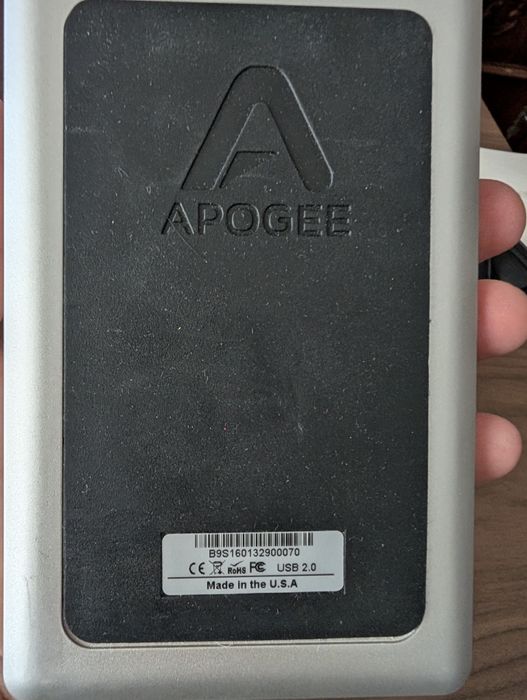 APOGEE
B9S160132900070
CE RoHS FC USB 2.0
Made in the U.S.A